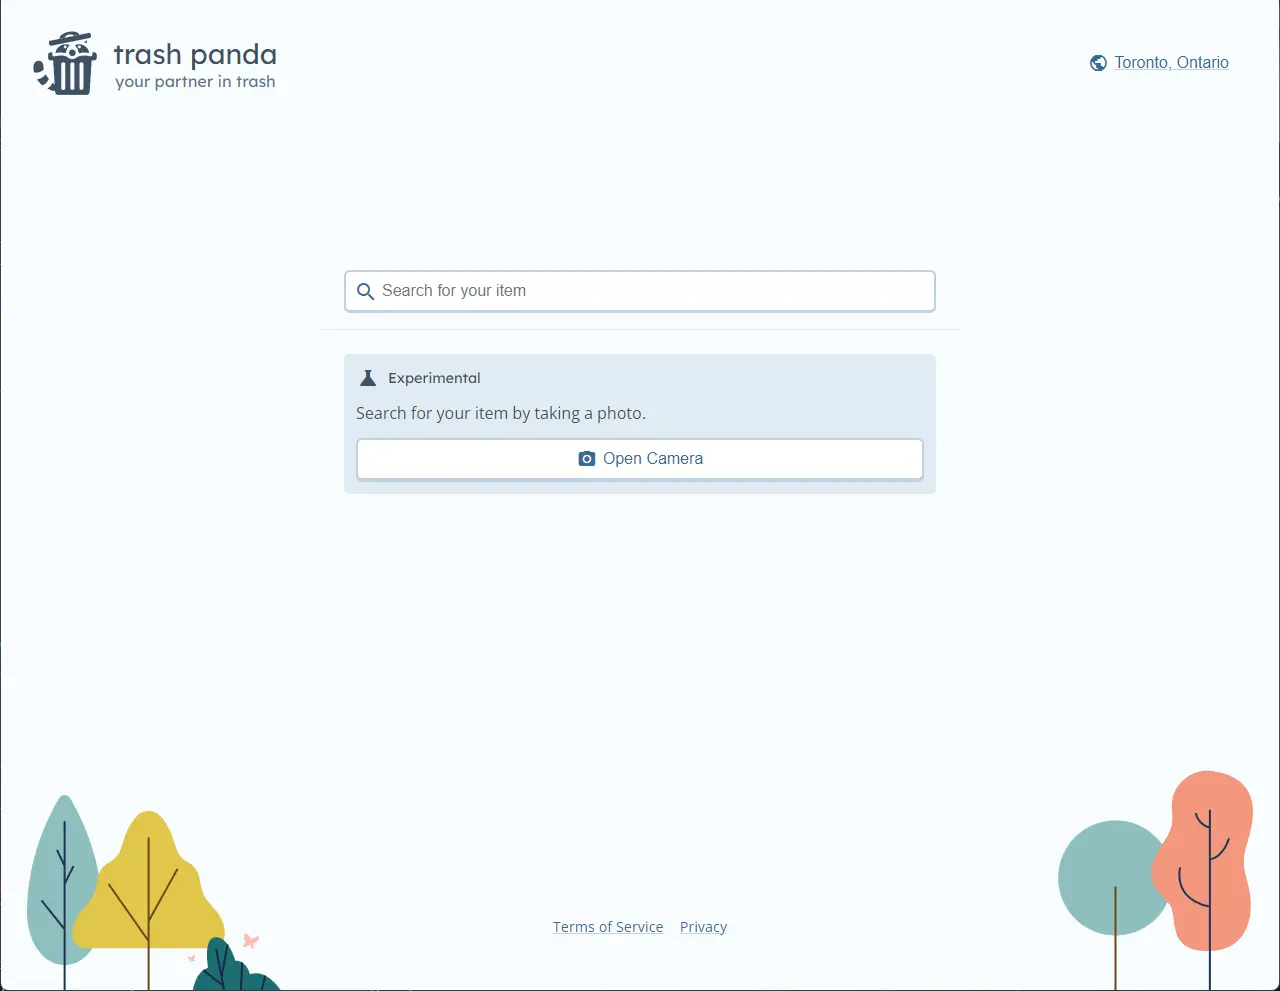 trash panda
your partner in trash
Toronto, Ontario
Search for your item
Experimental
Search for your item by taking a photo.
Open Camera
Terms of Service Privacy